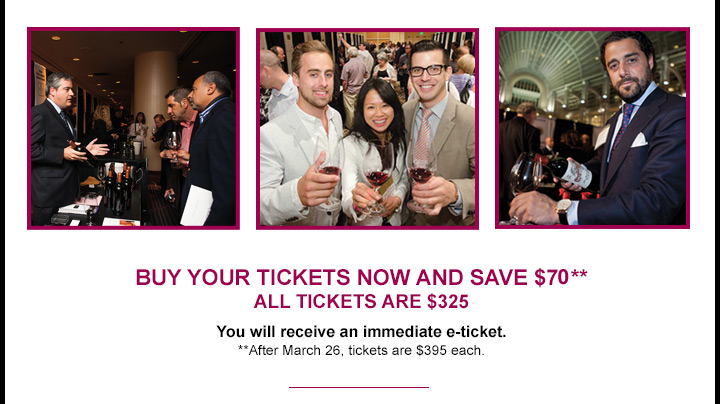 BUY YOUR TICKETS NOW AND SAVE $70**
ALL TICKETS ARE $325
You will receive an immediate e-ticket.
**After March 26, tickets are $395 each.